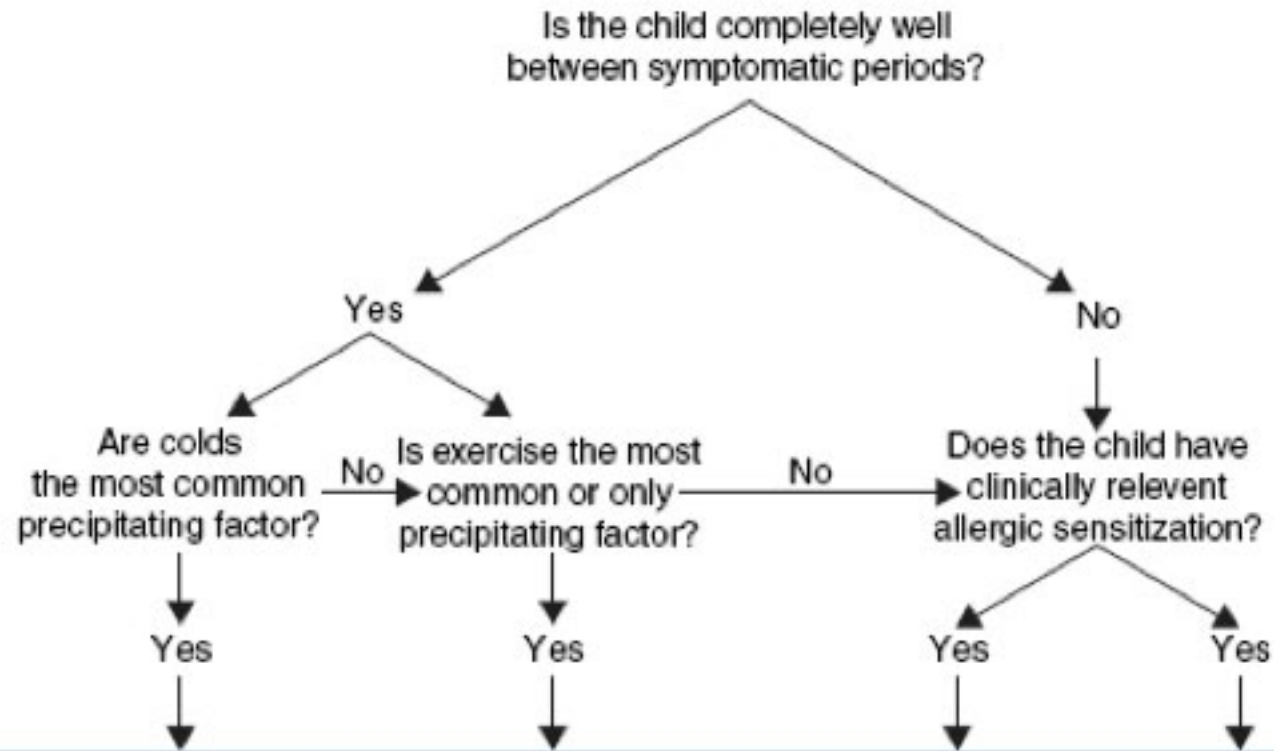 Is the child completely well
between symptomatic periods?
Yes
No
Are colds
the most common
precipitating factor?
No
Is exercise the most
common or only
precipitating factor?
No
Does the child have
clinically relevent
allergic sensitization?
Yes
Yes
Yes
Yes